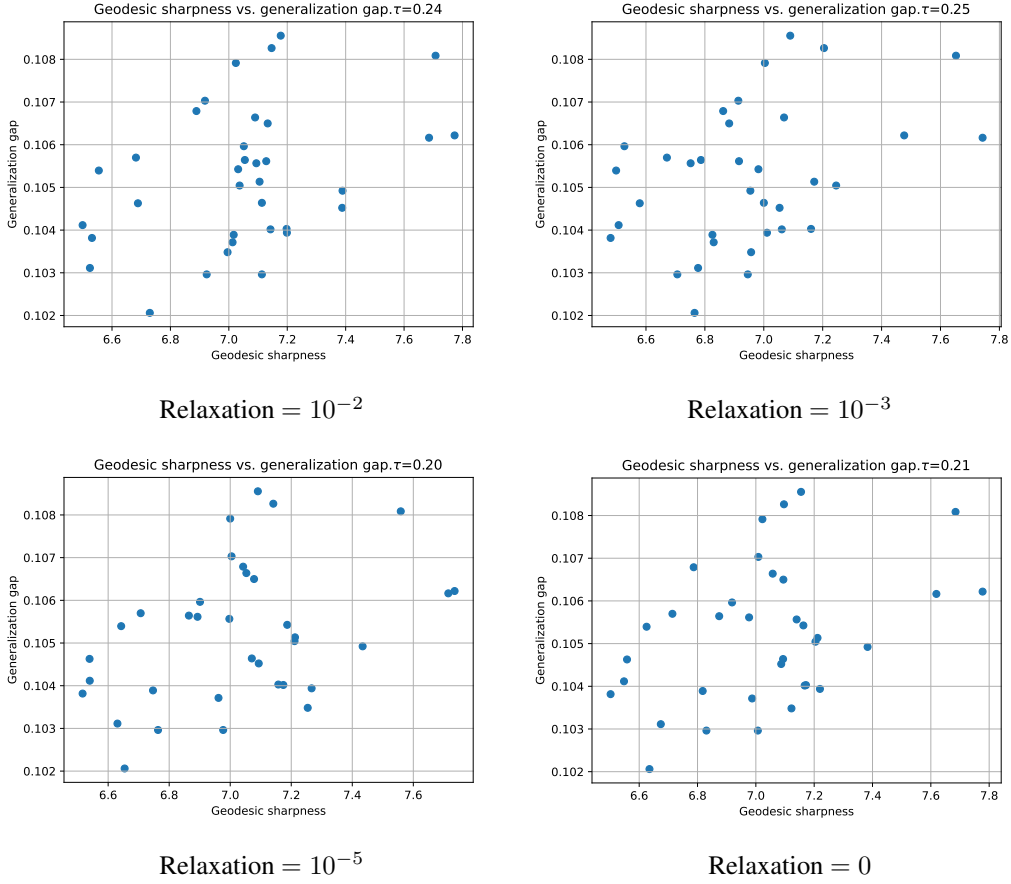 Geodesic sharpness vs. generalization gap.τ=0.24
Generalization gap
0.108
0.107
0.106
0.105
0.104
0.103
0.102
6.6 6.8 7.0 7.2 7.4 7.6 7.8
Geodesic sharpness
Relaxation = 10⁻²
Geodesic sharpness vs. generalization gap.τ=0.25
Generalization gap
0.108
0.107
0.106
0.105
0.104
0.103
0.102
6.6 6.8 7.0 7.2 7.4 7.6 7.8
Geodesic sharpness
Relaxation = 10⁻³
Geodesic sharpness vs. generalization gap.τ=0.20
Generalization gap
0.108
0.107
0.106
0.105
0.104
0.103
0.102
6.6 6.8 7.0 7.2 7.4 7.6
Geodesic sharpness
Relaxation = 10⁻⁵
Geodesic sharpness vs. generalization gap.τ=0.21
Generalization gap
0.108
0.107
0.106
0.105
0.104
0.103
0.102
6.6 6.8 7.0 7.2 7.4 7.6 7.8
Geodesic sharpness
Relaxation = 0